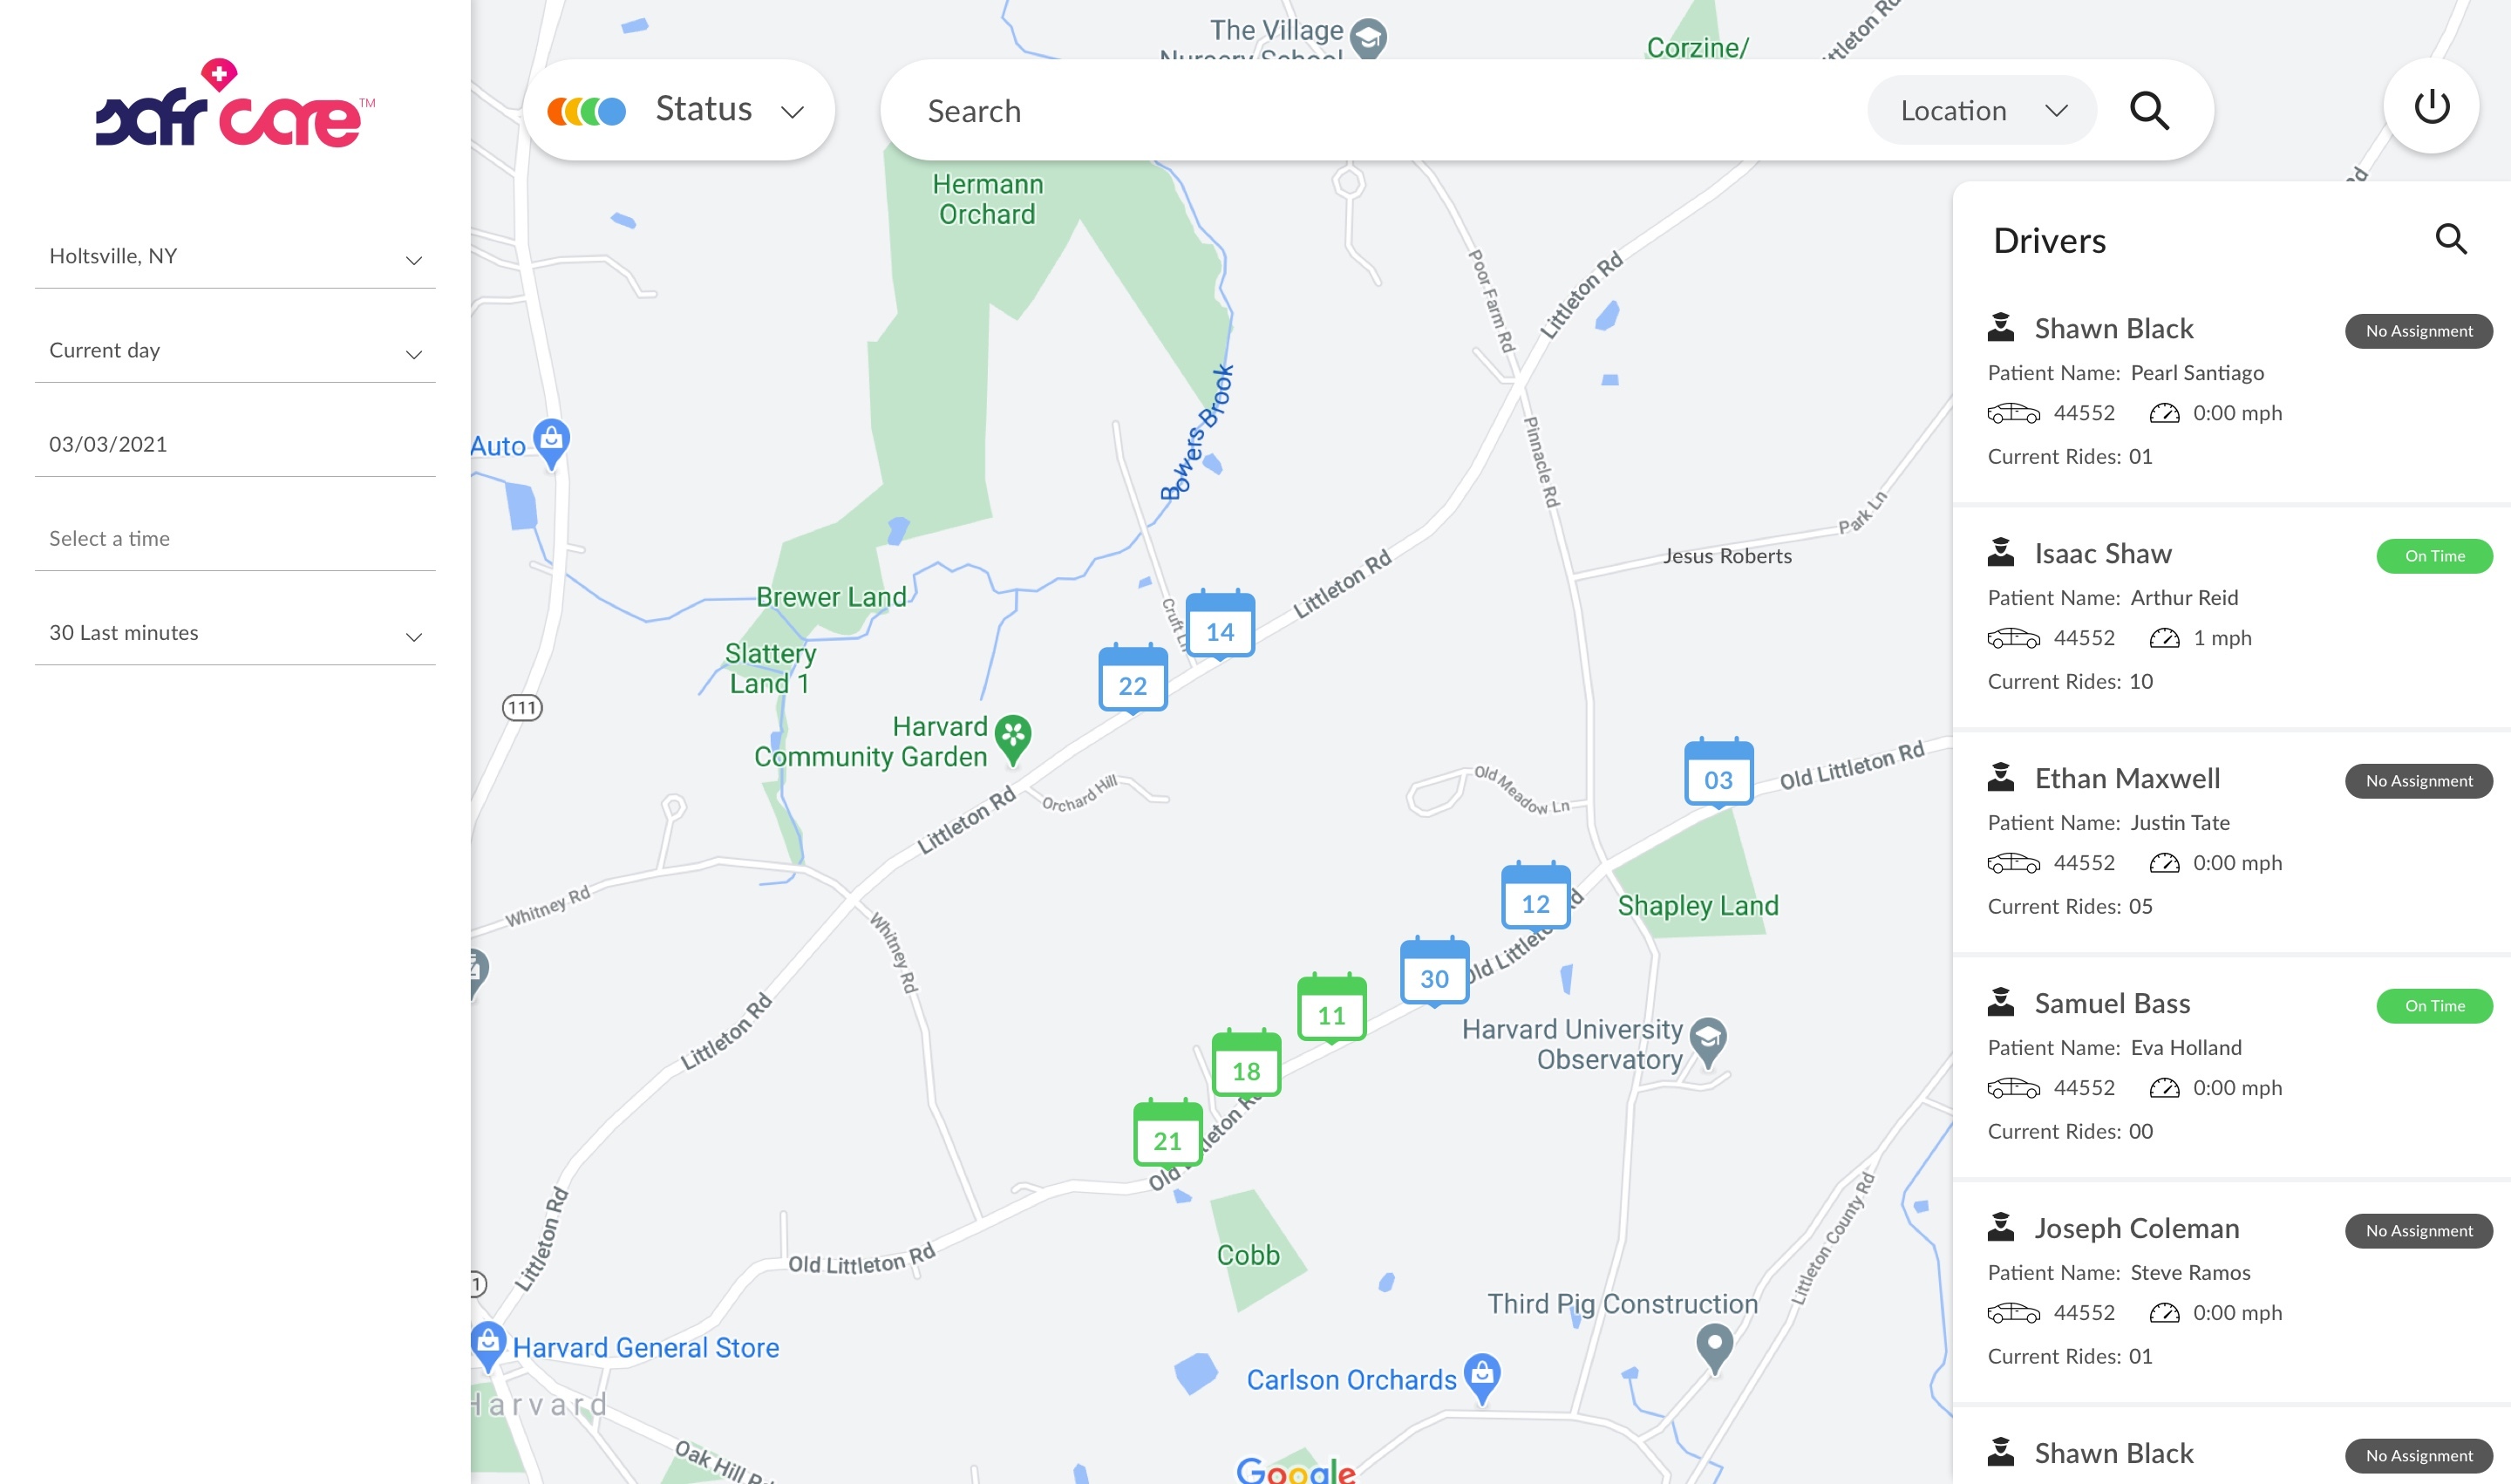 safr care™
Holtsville, NY
Current day
03/03/2021
Select a time
30 Last minutes
Status
Search
Location
The Village
Nursery School
Corzine/
Littleton Rd
Hermann
Orchard
Poor Farm Rd
Littleton Rd
Bowers Brook
Auto
Pinnacle Rd
Park Ln
Jesus Roberts
Littleton Rd
Brewer Land
Cruft Ln
14
Slattery
Land 1
22
111
Harvard
Community Garden
03
Old Littleton Rd
Orchard Hill
Old Meadow Ln
Littleton Rd
Whitney Rd
12
Shapley Land
Whitney Rd
30
Old Littleton Rd
11
Harvard University
Observatory
Littleton Rd
18
21
Old Littleton Rd
Littleton Rd
Old Littleton Rd
Cobb
Littleton County Rd
Third Pig Construction
Harvard General Store
Carlson Orchards
Harvard
Oak Hill Rd
Google
Drivers
Shawn Black
No Assignment
Patient Name: Pearl Santiago
44552 0:00 mph
Current Rides: 01
Isaac Shaw
On Time
Patient Name: Arthur Reid
44552 1 mph
Current Rides: 10
Ethan Maxwell
No Assignment
Patient Name: Justin Tate
44552 0:00 mph
Current Rides: 05
Samuel Bass
On Time
Patient Name: Eva Holland
44552 0:00 mph
Current Rides: 00
Joseph Coleman
No Assignment
Patient Name: Steve Ramos
44552 0:00 mph
Current Rides: 01
Shawn Black
No Assignment